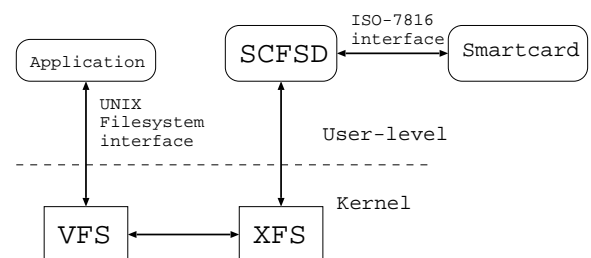 ISO-7816
interface
Application
SCFSD
Smartcard
UNIX
Filesystem
interface
User-level
Kernel
VFS
XFS